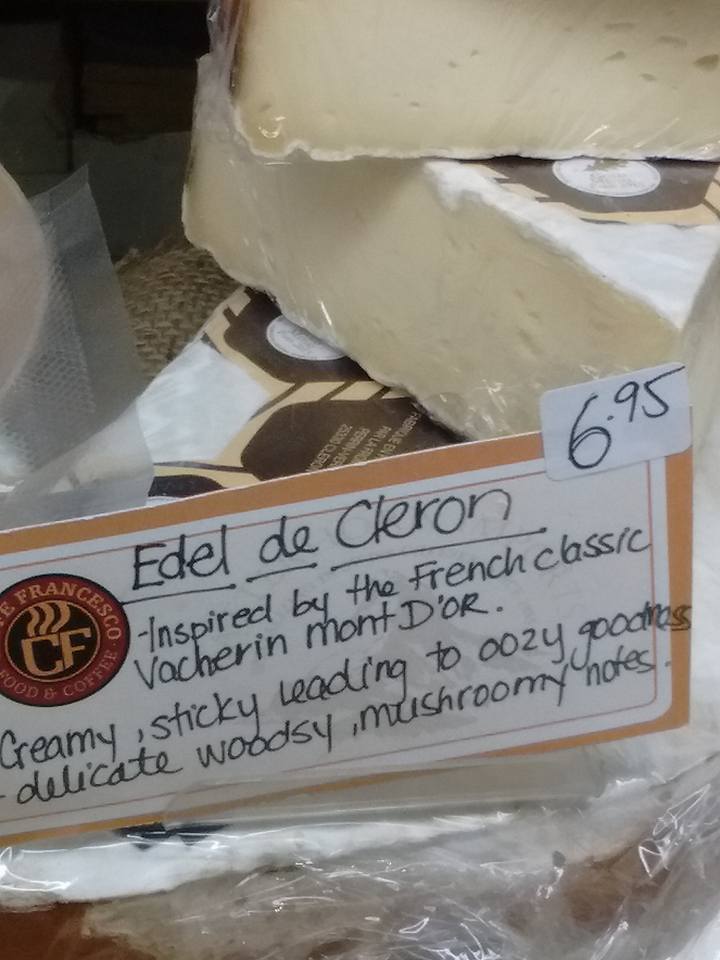 6.95
Edel de Cleron
-Inspired by the French classic
Vacherin mont D'OR.
Creamy, sticky leading to oozy goodness
- delicate woodsy, mushroomy notes.
FRANCESCO
CF
FOOD & COFFEE